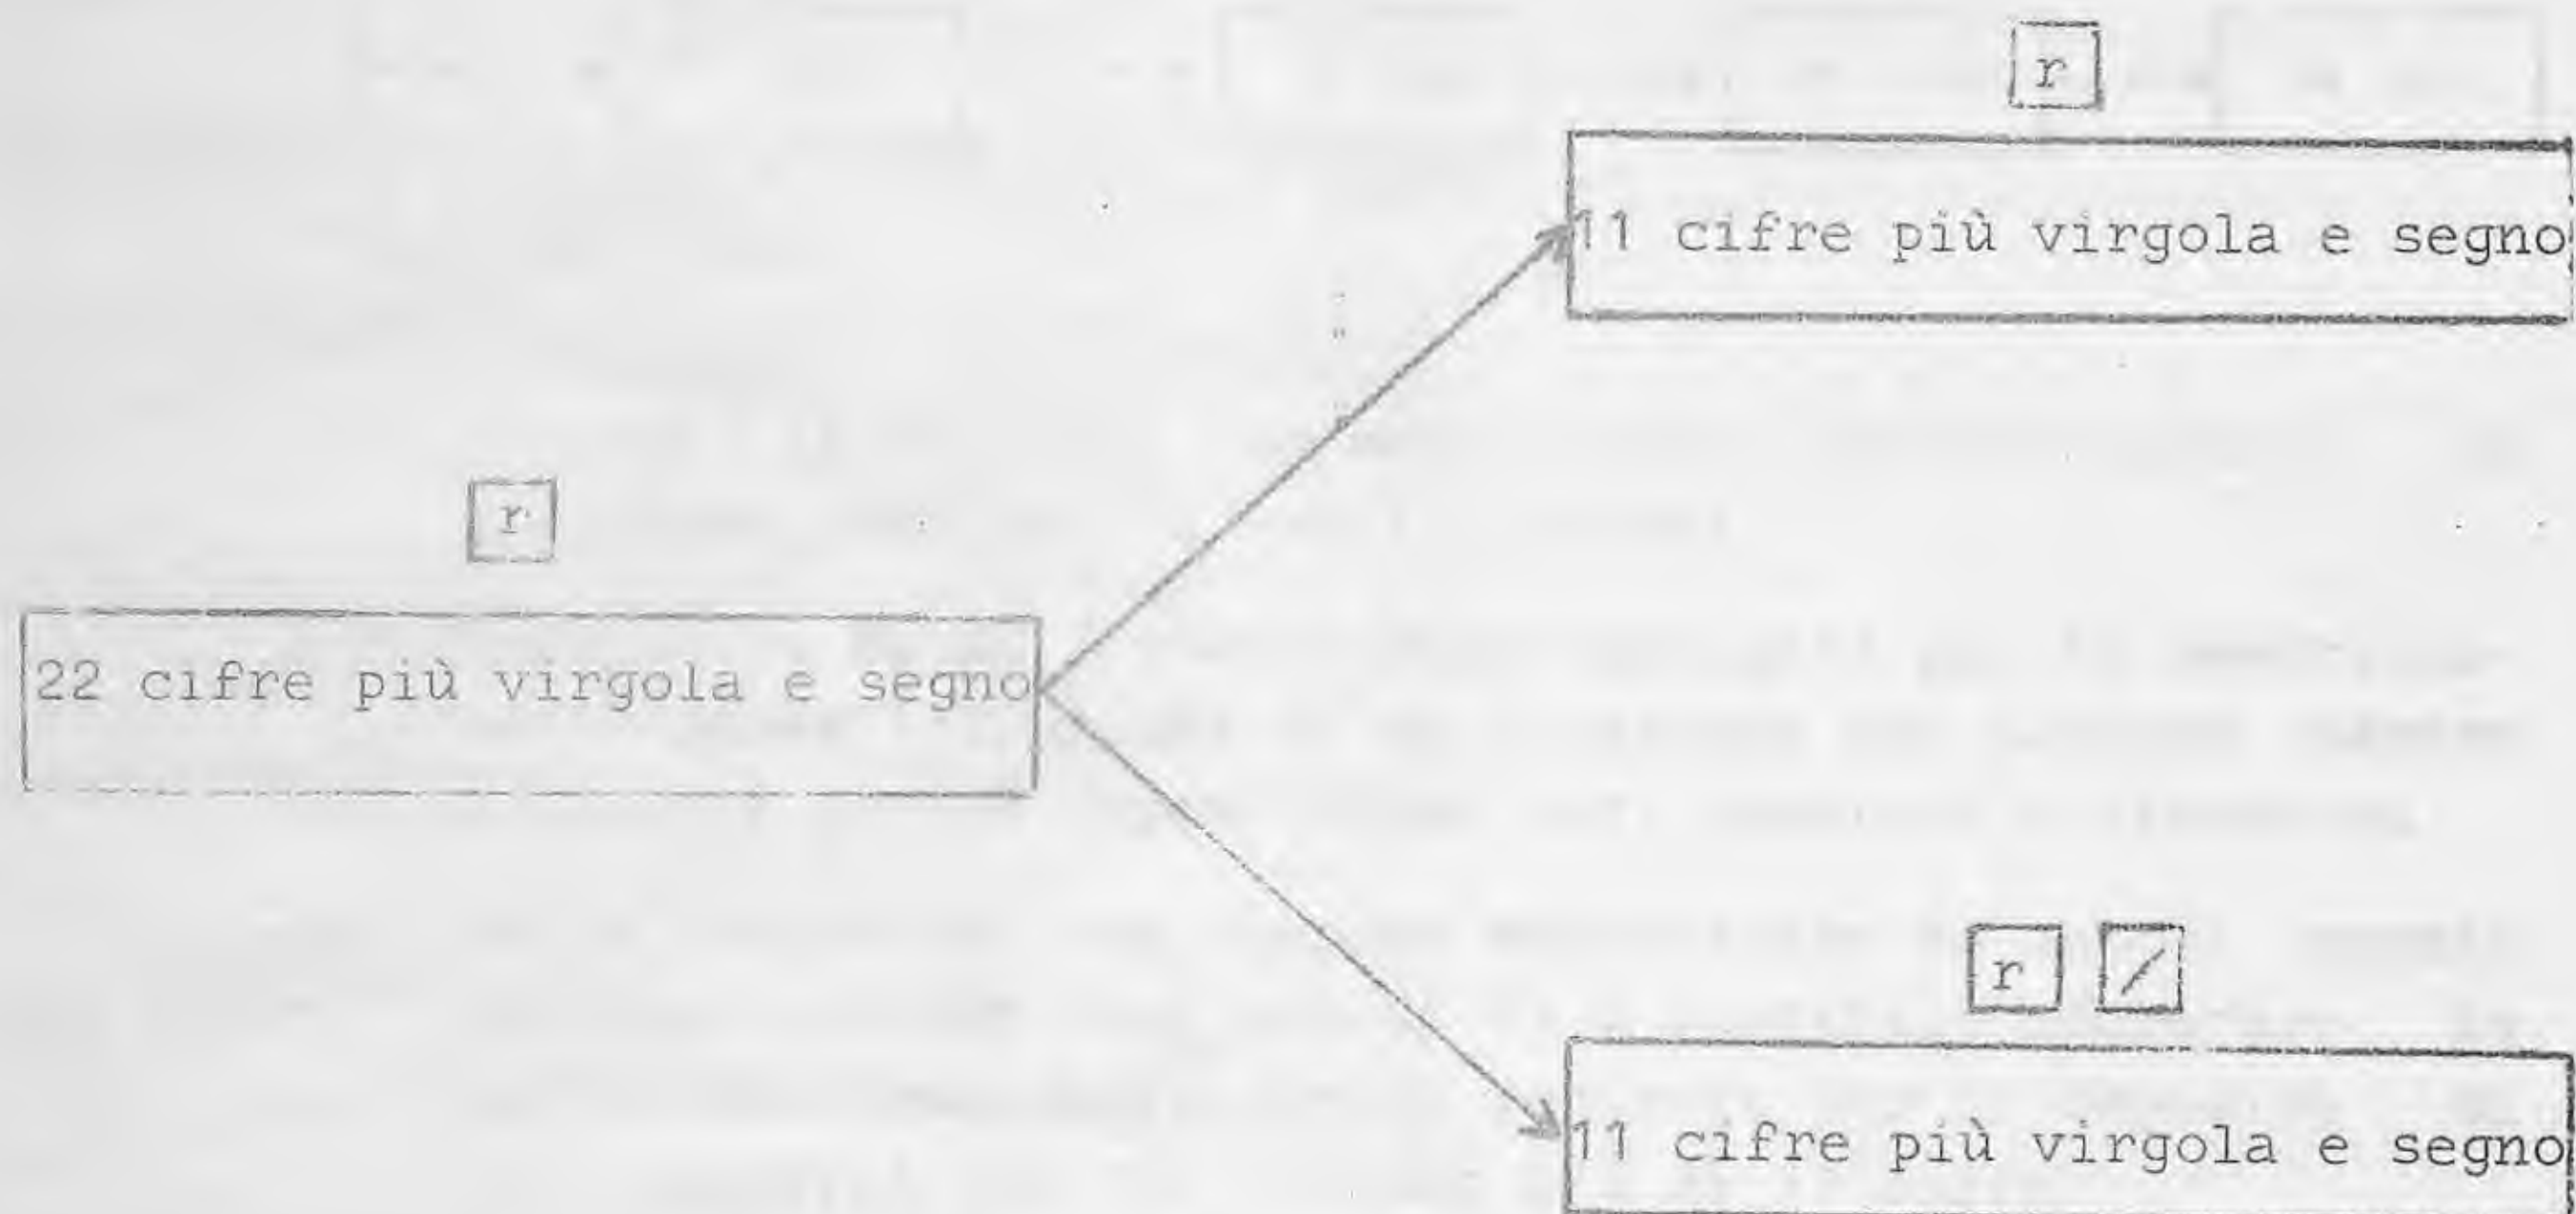 r
11 cifre più virgola e segno
r
22 cifre più virgola e segno
r /
11 cifre più virgola e segno